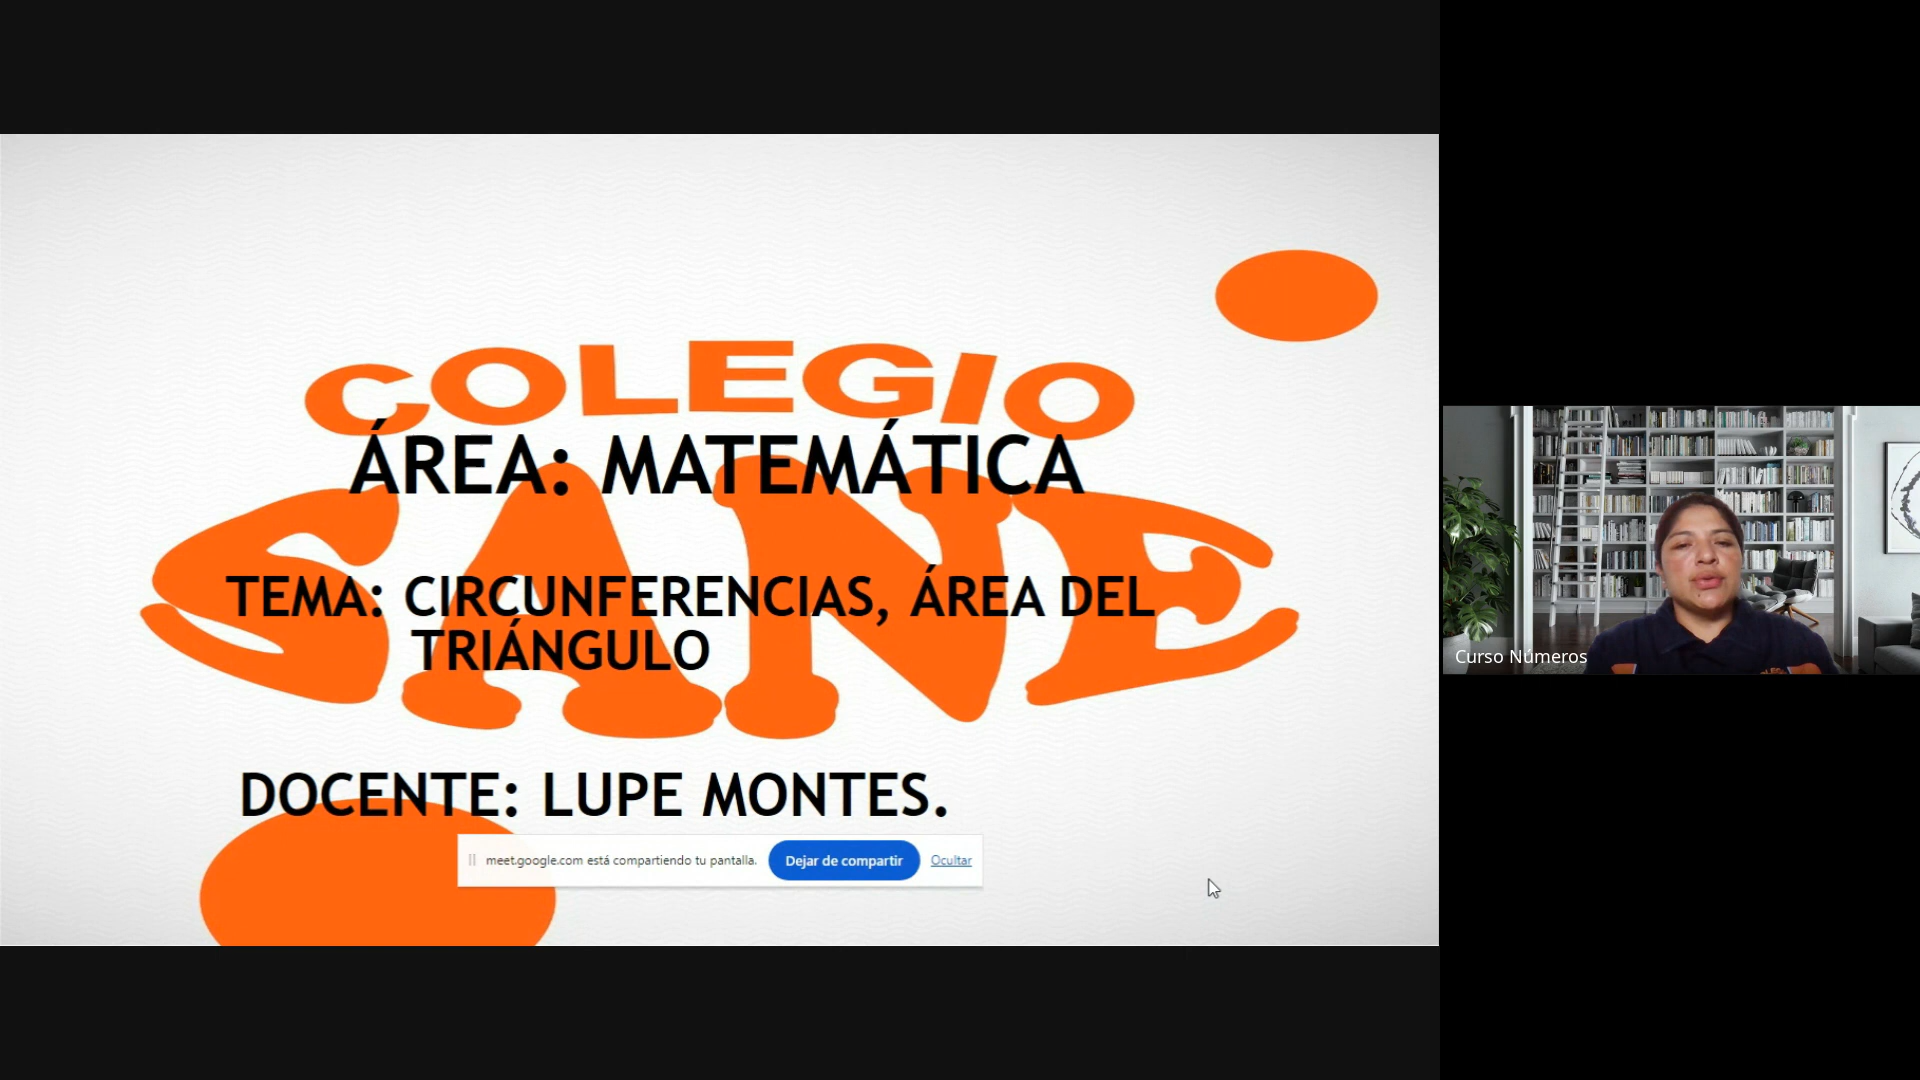 COLEGIO
ÁREA: MATEMÁTICA
SANE
TEMA: CIRCUNFERENCIAS, ÁREA DEL
TRIÁNGULO
DOCENTE: LUPE MONTES.
meet.google.com está compartiendo tu pantalla.
Dejar de compartir
Ocultar
Curso Números